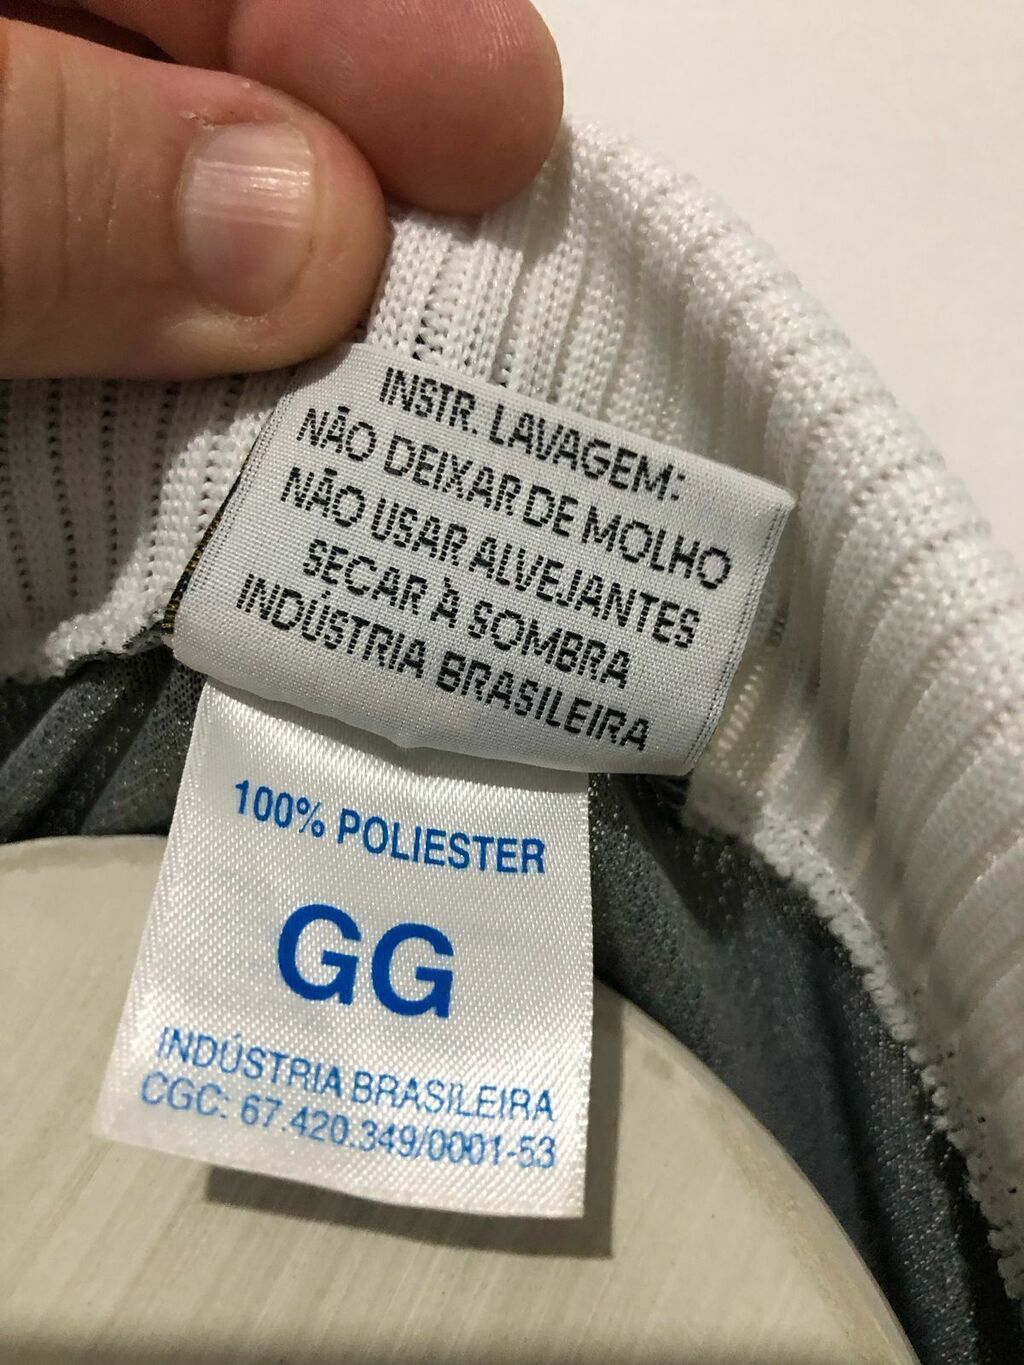 INSTR. LAVAGEM:
NÃO DEIXAR DE MOLHO
NÃO USAR ALVEJANTES
SECAR À SOMBRA
INDÚSTRIA BRASILEIRA
100% POLIESTER
GG
INDÚSTRIA BRASILEIRA
CGC: 67.420.349/0001-53